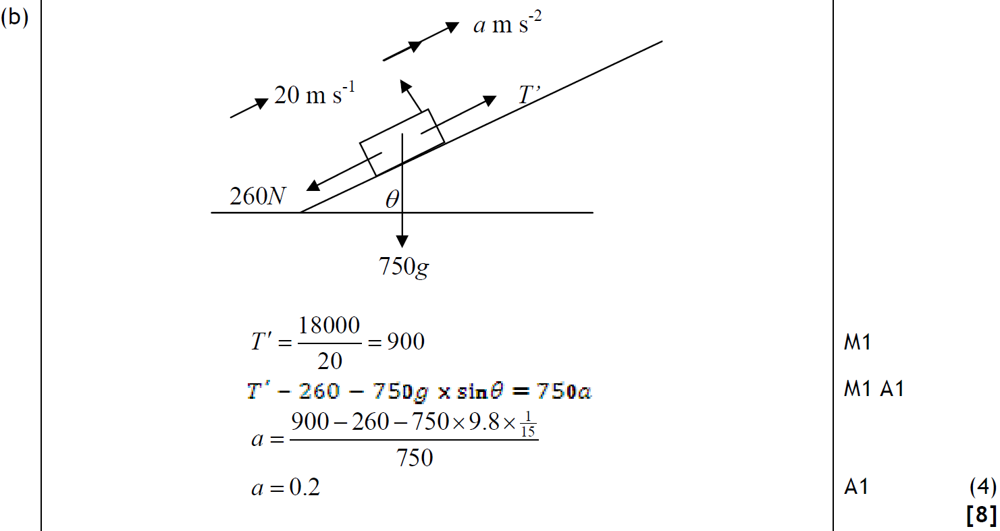 (b)
a m s⁻²
20 m s⁻¹
T’
260N
θ
750g
T′ = 18000/20 = 900 M1
T′ – 260 – 750g x sinθ = 750a M1 A1
a = (900 – 260 – 750 × 9.8 × 1/15)/750
a = 0.2 A1 (4)
[8]